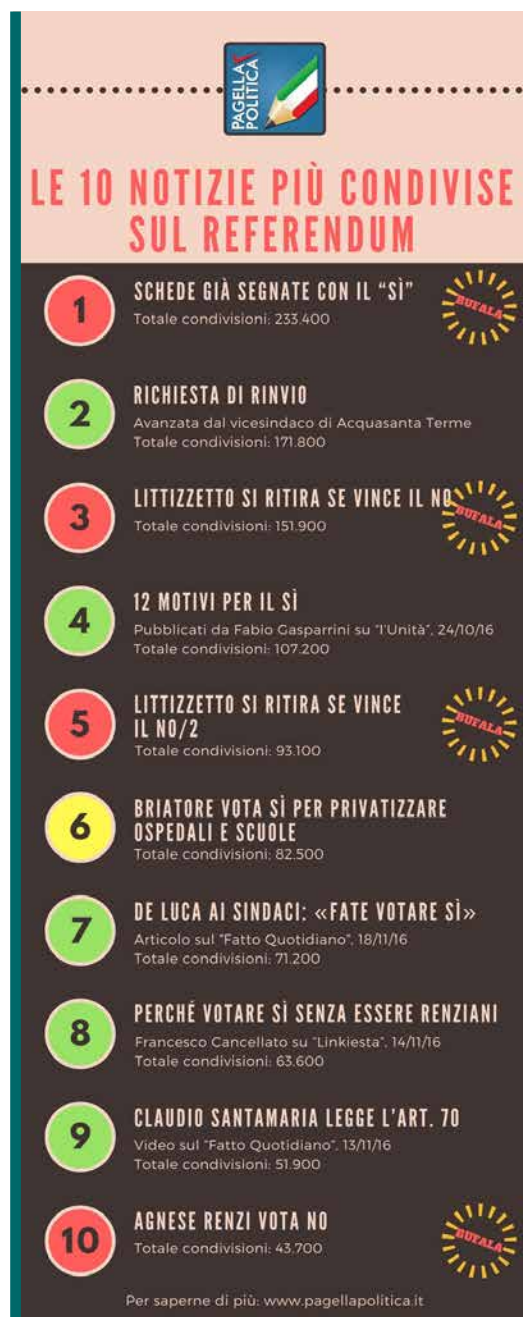 PAGELLA
POLITICA
LE 10 NOTIZIE PIÙ CONDIVISE
SUL REFERENDUM
1
SCHEDE GIÀ SEGNATE CON IL “SÌ”
Totale condivisioni: 233.400
BUFALA
2
RICHIESTA DI RINVIO
Avanzata dal vicesindaco di Acquasanta Terme
Totale condivisioni: 171.800
3
LITTIZZETTO SI RITIRA SE VINCE IL NO
Totale condivisioni: 151.900
BUFALA
4
12 MOTIVI PER IL SÌ
Pubblicati da Fabio Gasparrini su "l'Unità", 24/10/16
Totale condivisioni: 107.200
5
LITTIZZETTO SI RITIRA SE VINCE
IL NO/2
Totale condivisioni: 93.100
BUFALA
6
BRIATORE VOTA SÌ PER PRIVATIZZARE
OSPEDALI E SCUOLE
Totale condivisioni: 82.500
7
DE LUCA AI SINDACI: «FATE VOTARE SÌ»
Articolo sul "Fatto Quotidiano", 18/11/16
Totale condivisioni: 71.200
8
PERCHÉ VOTARE SÌ SENZA ESSERE RENZIANI
Francesco Cancellato su "Linkiesta", 14/11/16
Totale condivisioni: 63.600
9
CLAUDIO SANTAMARIA LEGGE L'ART. 70
Video sul "Fatto Quotidiano", 13/11/16
Totale condivisioni: 51.900
10
AGNESE RENZI VOTA NO
Totale condivisioni: 43.700
BUFALA
Per saperne di più: www.pagellapolitica.it